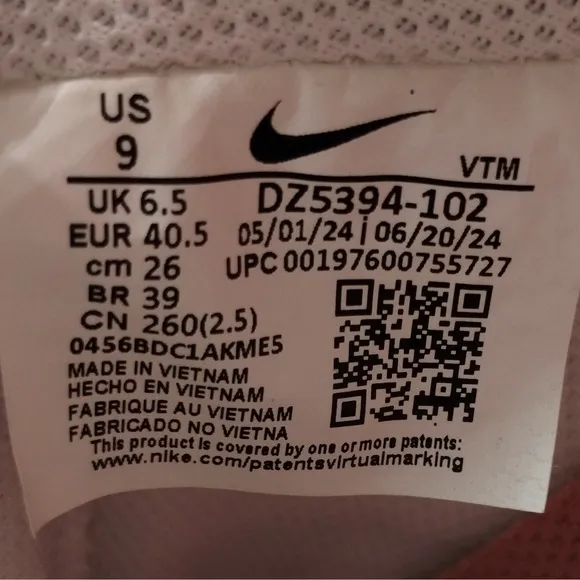 US
9
VTM
UK 6.5
DZ5394-102
EUR 40.5
05/01/24 | 06/20/24
cm 26
UPC 00197600755727
BR 39
CN 260(2.5)
0456BDC1AKME5
MADE IN VIETNAM
HECHO EN VIETNAM
FABRIQUE AU VIETNAM
FABRICADO NO VIETNA
This product is covered by one or more patents:
www.nike.com/patentsvirtualmarking